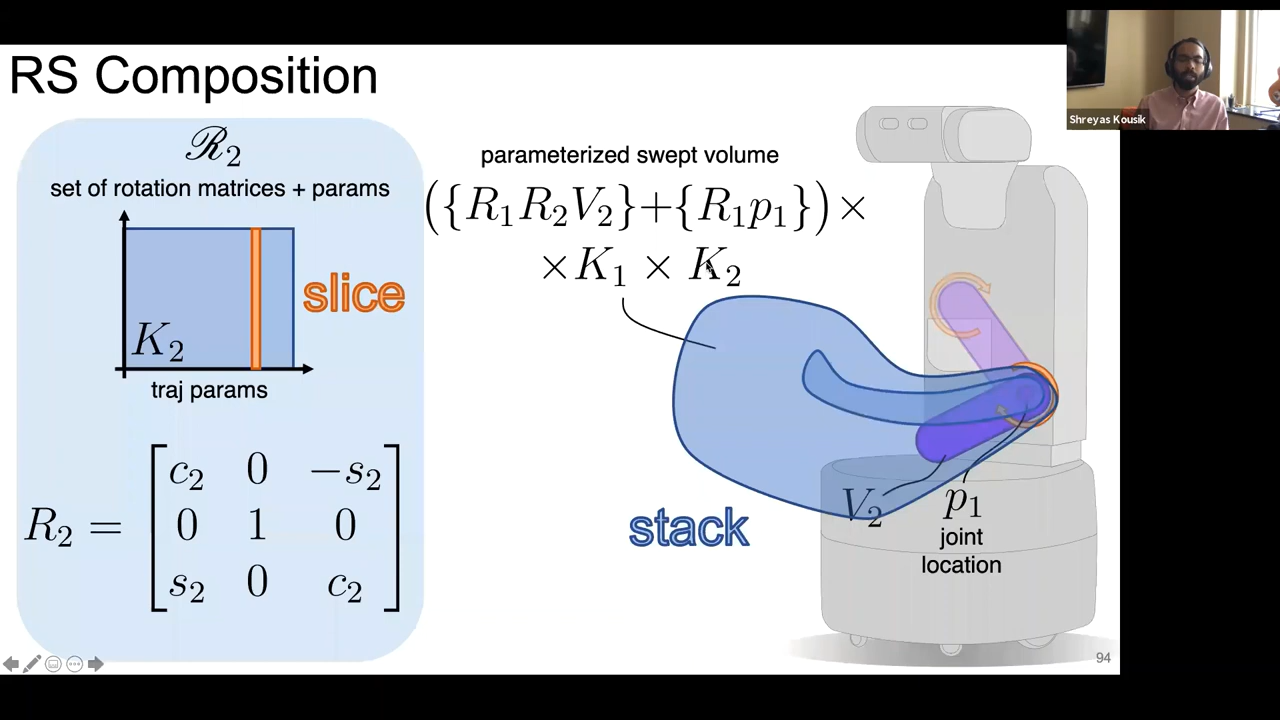 RS Composition
Shreyas Kousik
ℛ₂
set of rotation matrices + params
slice
K₂
traj params
R₂ =
c₂ 0 −s₂
0 1 0
s₂ 0 c₂
parameterized swept volume
({R₁R₂V₂}+{R₁p₁})×
×K₁ × K₂
stack
V₂
p₁
joint
location
94